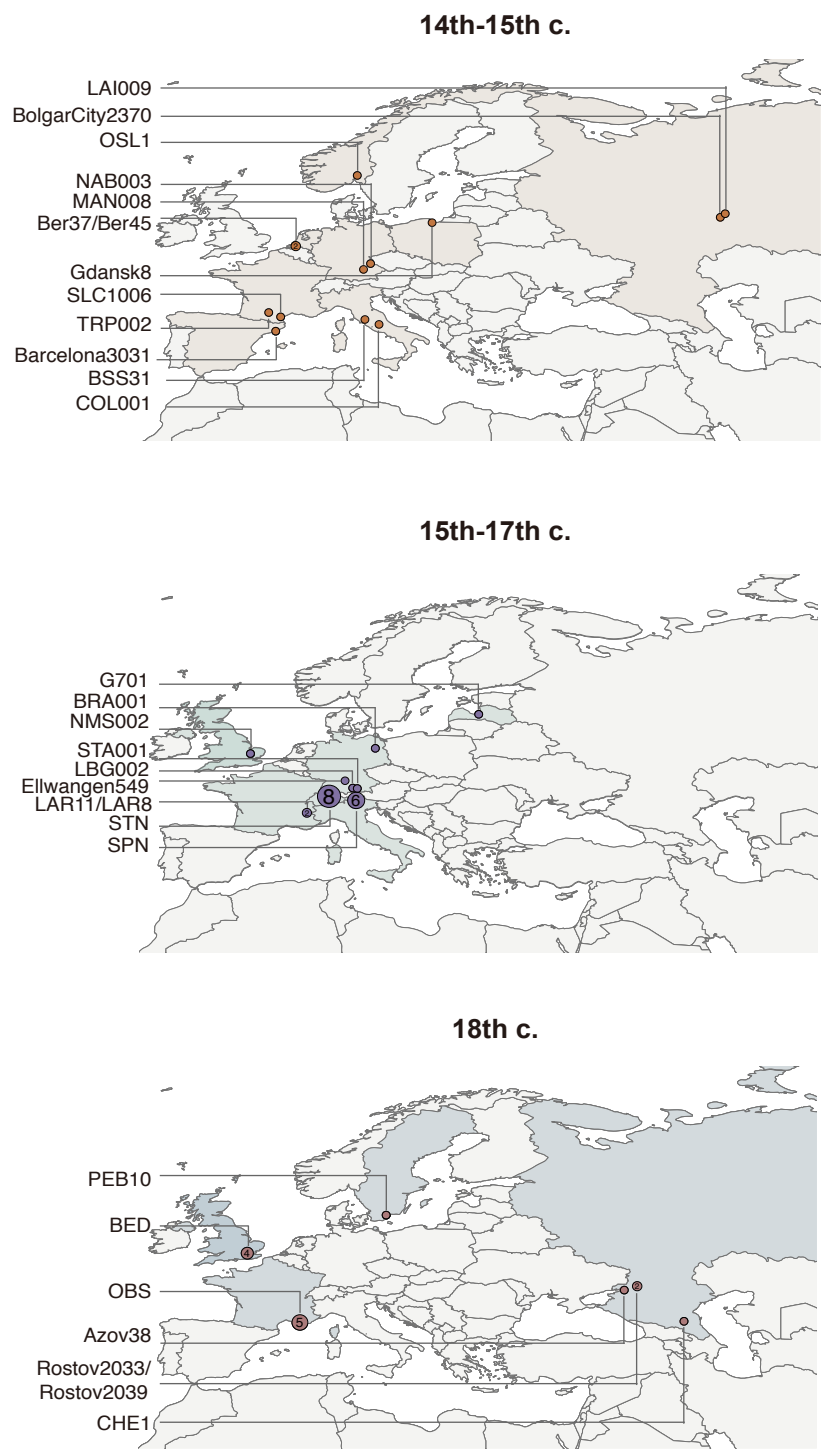 14th-15th c.
LAI009
BolgarCity2370
OSL1
NAB003
MAN008
Ber37/Ber45
2
Gdansk8
SLC1006
TRP002
Barcelona3031
BSS31
COL001
15th-17th c.
G701
BRA001
NMS002
STA001
LBG002
Ellwangen549
LAR11/LAR8
8
6
2
STN
SPN
18th c.
PEB10
BED
4
OBS
5
2
Azov38
Rostov2033/
Rostov2039
CHE1